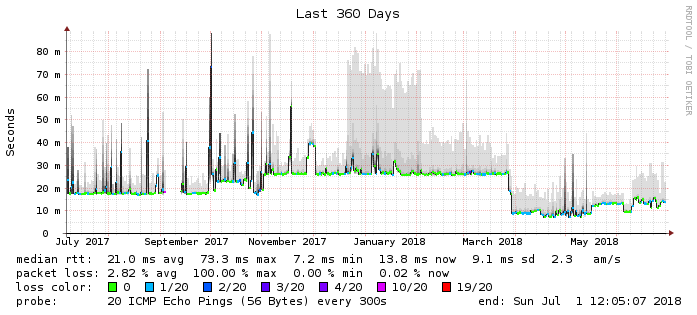 Last 360 Days
RRDTOOL / TOBI OETIKER
Seconds
80 m
70 m
60 m
50 m
40 m
30 m
20 m
10 m
0
July 2017 September 2017 November 2017 January 2018 March 2018 May 2018
median rtt: 21.0 ms avg 73.3 ms max 7.2 ms min 13.8 ms now 9.1 ms sd 2.3 am/s
packet loss: 2.82 % avg 100.00 % max 0.00 % min 0.02 % now
loss color: 0 1/20 2/20 3/20 4/20 10/20 19/20
probe: 20 ICMP Echo Pings (56 Bytes) every 300s end: Sun Jul 1 12:05:07 2018